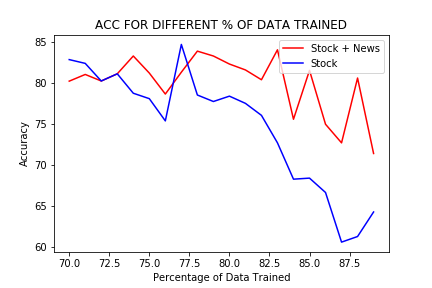 ACC FOR DIFFERENT % OF DATA TRAINED
Stock + News
Stock
Accuracy
85
80
75
70
65
60
70.0 72.5 75.0 77.5 80.0 82.5 85.0 87.5
Percentage of Data Trained